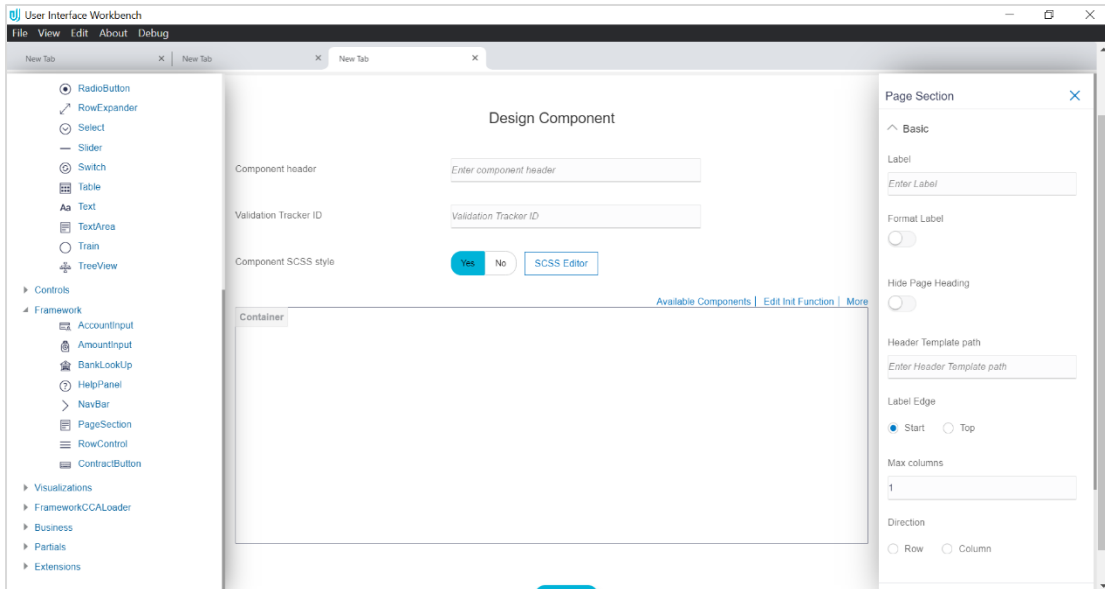 User Interface Workbench
File View Edit About Debug
New Tab
New Tab
New Tab
RadioButton
RowExpander
Select
Slider
Switch
Table
Aa Text
TextArea
Train
TreeView
Controls
Framework
AccountInput
AmountInput
BankLookUp
HelpPanel
NavBar
PageSection
RowControl
ContractButton
Visualizations
FrameworkCCALoader
Business
Partials
Extensions
Design Component
Component header
Enter component header
Validation Tracker ID
Validation Tracker ID
Component SCSS style
Yes No SCSS Editor
Available Components | Edit Init Function | More
Container
Page Section
Basic
Label
Enter Label
Format Label
Hide Page Heading
Header Template path
Enter Header Template path
Label Edge
Start Top
Max columns
1
Direction
Row Column